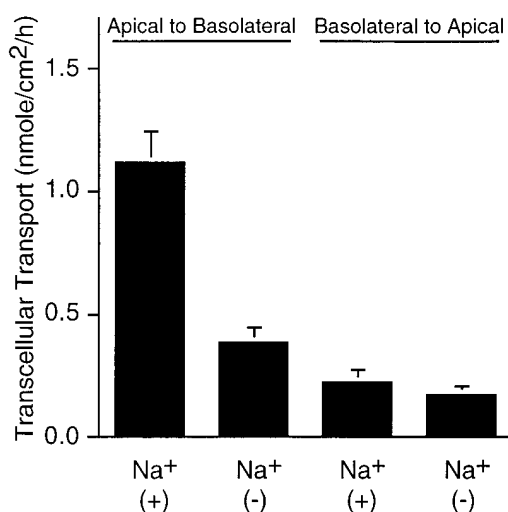 Apical to Basolateral Basolateral to Apical
Transcellular Transport (nmole/cm²/h)
1.5
1.0
0.5
0.0
Na⁺ Na⁺ Na⁺ Na⁺
(+) (-) (+) (-)